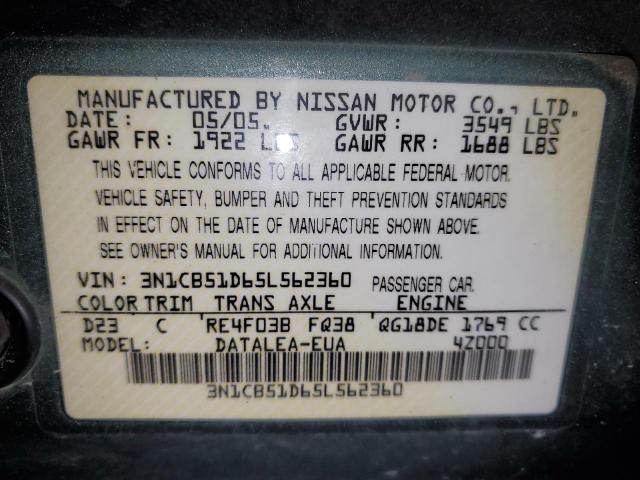 MANUFACTURED BY NISSAN MOTOR CO., LTD.
DATE: 05/05. GVWR: 3549 LBS
GAWR FR: 1922 LBS GAWR RR: 1688 LBS
THIS VEHICLE CONFORMS TO ALL APPLICABLE FEDERAL MOTOR.
VEHICLE SAFETY, BUMPER AND THEFT PREVENTION STANDARDS
IN EFFECT ON THE DATE OF MANUFACTURE SHOWN ABOVE.
SEE OWNER'S MANUAL FOR ADDITIONAL INFORMATION.
VIN: 3N1CB51D65L562360 PASSENGER CAR.
COLOR TRIM TRANS AXLE ENGINE
D23 C RE4F03B FQ38 QG18DE 1769 CC
MODEL: DATALEA-EUA 4Z000
3N1CB51D65L562360